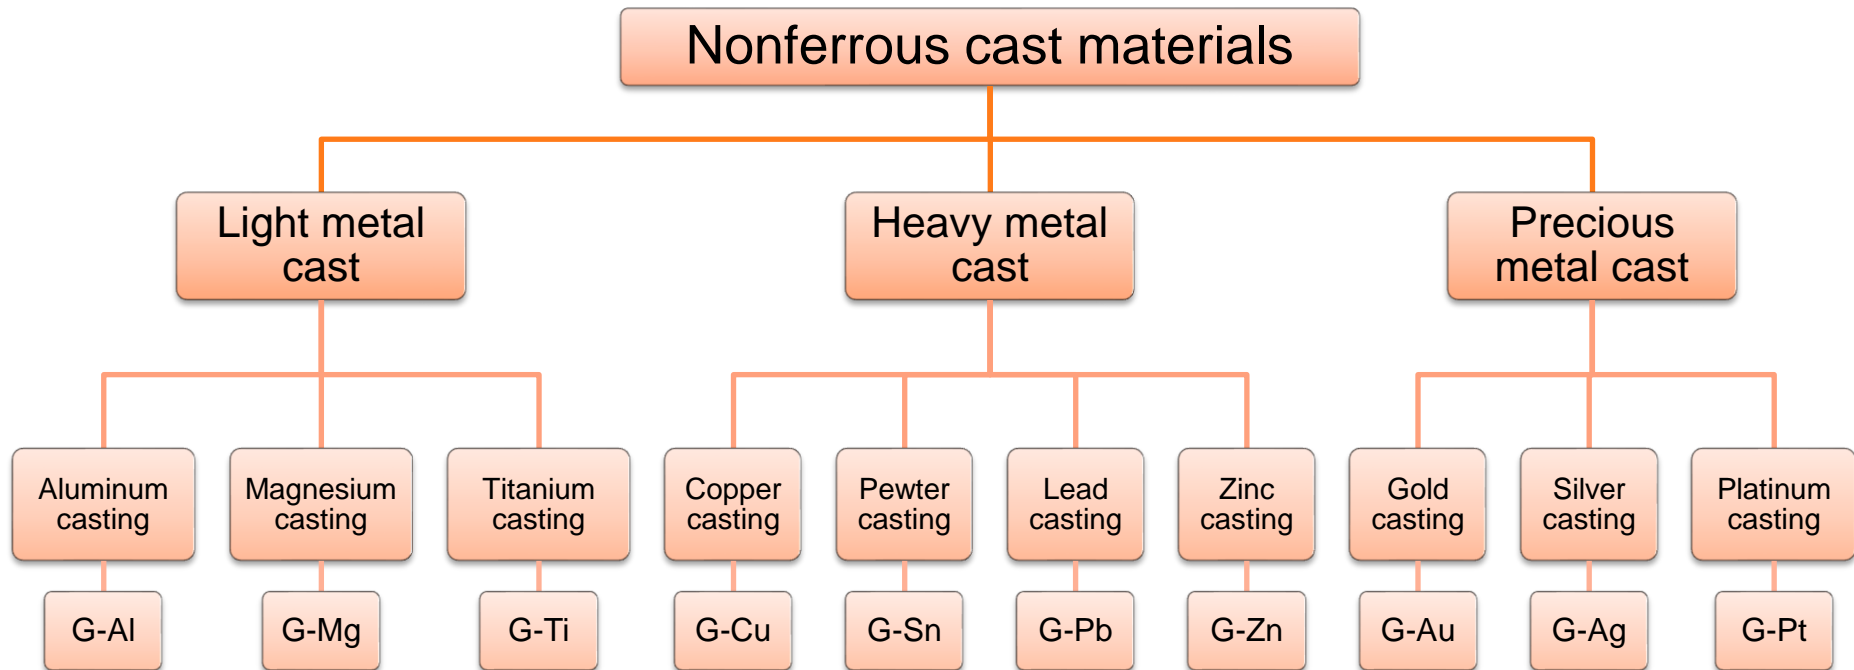 Nonferrous cast materials
Light metal
cast
Heavy metal
cast
Precious
metal cast
Aluminum
casting
Magnesium
casting
Titanium
casting
Copper
casting
Pewter
casting
Lead
casting
Zinc
casting
Gold
casting
Silver
casting
Platinum
casting
G-Al
G-Mg
G-Ti
G-Cu
G-Sn
G-Pb
G-Zn
G-Au
G-Ag
G-Pt